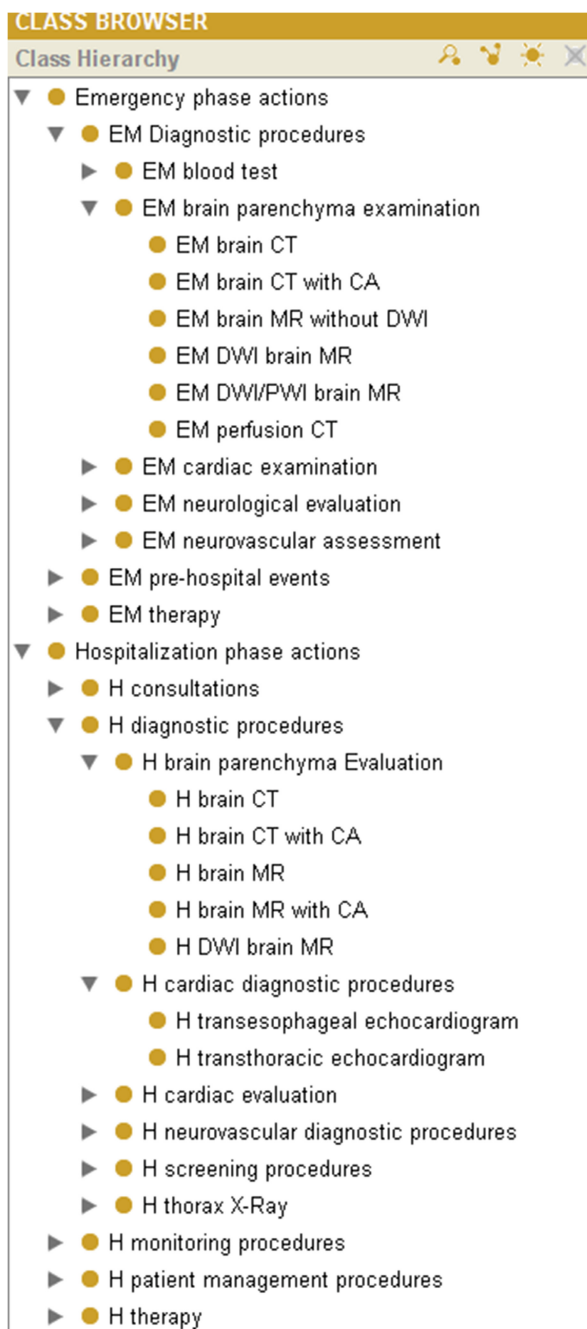 CLASS BROWSER
Class Hierarchy
Emergency phase actions
EM Diagnostic procedures
EM blood test
EM brain parenchyma examination
EM brain CT
EM brain CT with CA
EM brain MR without DWI
EM DWI brain MR
EM DWI/PWI brain MR
EM perfusion CT
EM cardiac examination
EM neurological evaluation
EM neurovascular assessment
EM pre-hospital events
EM therapy
Hospitalization phase actions
H consultations
H diagnostic procedures
H brain parenchyma Evaluation
H brain CT
H brain CT with CA
H brain MR
H brain MR with CA
H DWI brain MR
H cardiac diagnostic procedures
H transesophageal echocardiogram
H transthoracic echocardiogram
H cardiac evaluation
H neurovascular diagnostic procedures
H screening procedures
H thorax X-Ray
H monitoring procedures
H patient management procedures
H therapy